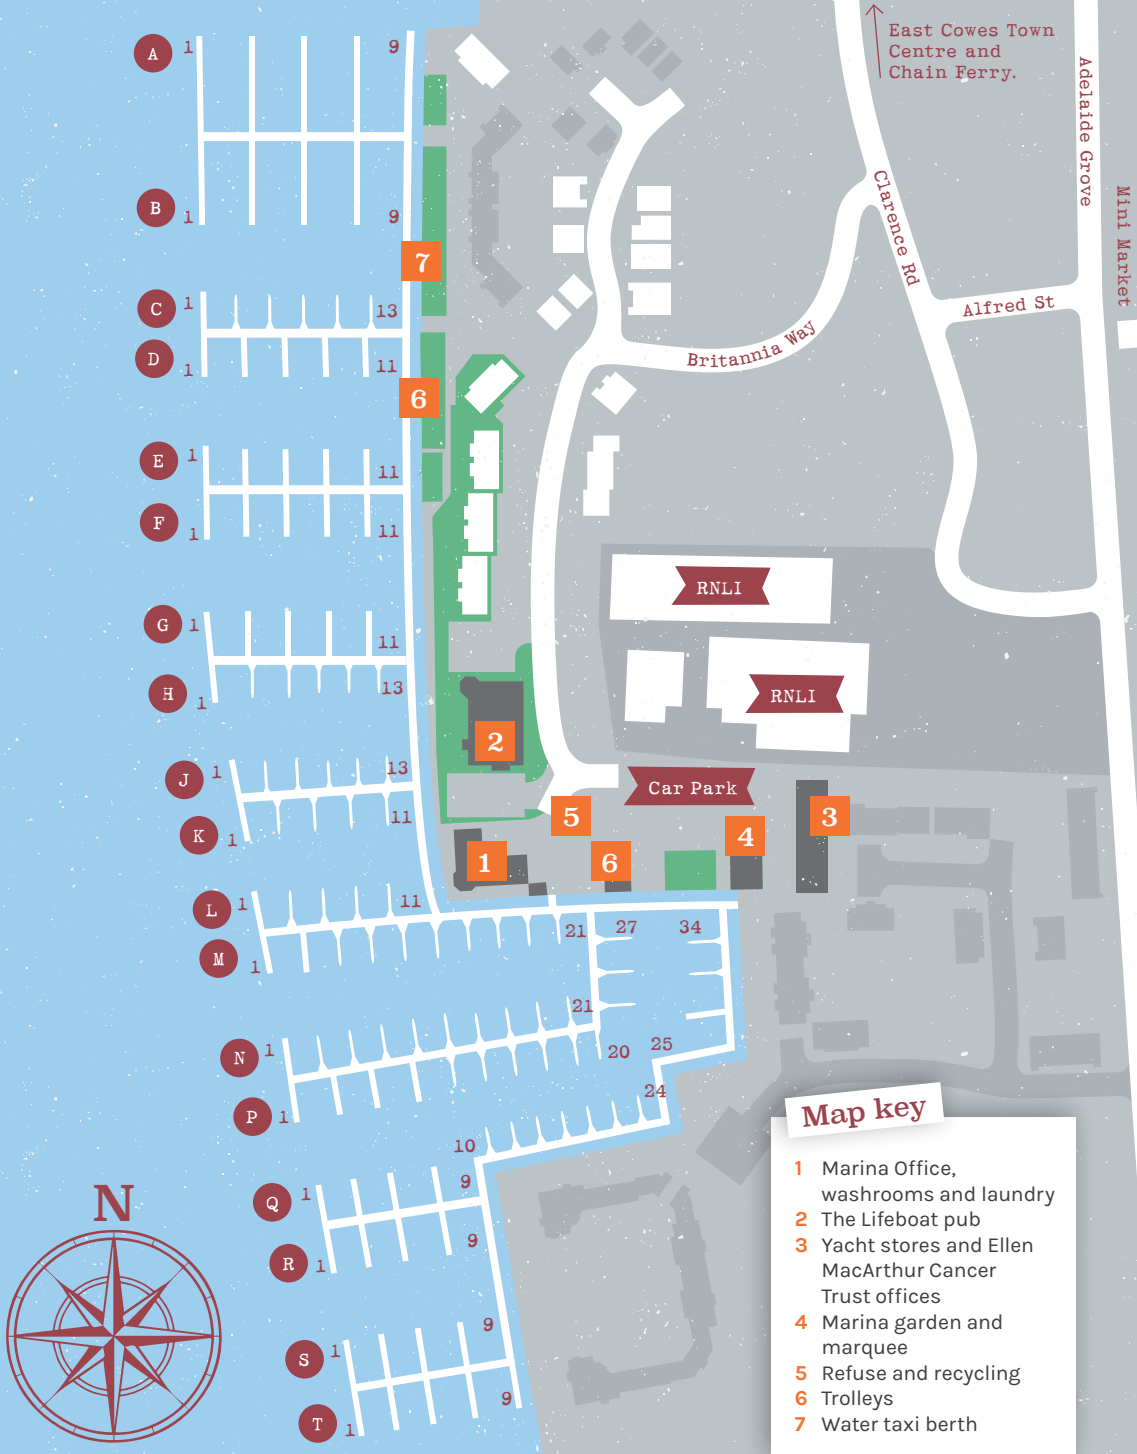 East Cowes Town
Centre and
Chain Ferry.
Adelaide Grove
Mini Market
Clarence Rd
Alfred St
Britannia Way
A 1 9
B 1 9
7
C 1 13
D 1 11
6
E 1 11
F 1 11
RNLI
G 1 11
H 1 13
RNLI
2
J 1 13
Car Park
K 1 11
5
3
4
1
6
L 1 11
21 27 34
M 1
21
N 1
20 25
24
P 1
10
Q 1 9
R 1 9
S 1 9
T 1 9
N
Map key
1 Marina Office,
washrooms and laundry
2 The Lifeboat pub
3 Yacht stores and Ellen
MacArthur Cancer
Trust offices
4 Marina garden and
marquee
5 Refuse and recycling
6 Trolleys
7 Water taxi berth